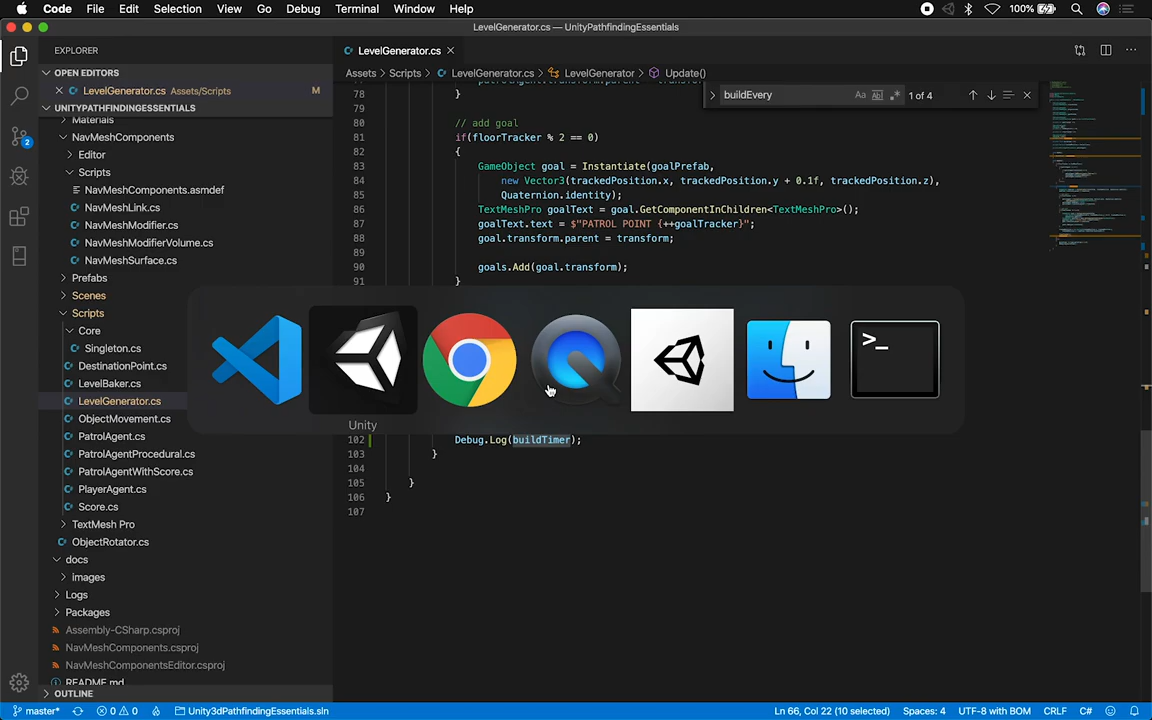 Code File Edit Selection View Go Debug Terminal Window Help 100%
LevelGenerator.cs — UnityPathfindingEssentials
EXPLORER
OPEN EDITORS
LevelGenerator.cs Assets/Scripts M
UNITYPATHFINDINGESSENTIALS
Materials
NavMeshComponents
Editor
Scripts
NavMeshComponents.asmdef
NavMeshLink.cs
NavMeshModifier.cs
NavMeshModifierVolume.cs
NavMeshSurface.cs
Prefabs
Scenes
Scripts
Core
Singleton.cs
DestinationPoint.cs
LevelBaker.cs
LevelGenerator.cs
ObjectMovement.cs
PatrolAgent.cs
PatrolAgentProcedural.cs
PatrolAgentWithScore.cs
PlayerAgent.cs
Score.cs
TextMesh Pro
ObjectRotator.cs
docs
images
Logs
Packages
Assembly-CSharp.csproj
NavMeshComponents.csproj
NavMeshComponentsEditor.csproj
README.md
OUTLINE
2
LevelGenerator.cs
Assets > Scripts > LevelGenerator.cs > LevelGenerator > Update()
buildEvery Aa Abl .* 1 of 4
78 }
79
80 // add goal
81 if(floorTracker % 2 == 0)
82 {
83 GameObject goal = Instantiate(goalPrefab,
84 new Vector3(trackedPosition.x, trackedPosition.y + 0.1f, trackedPosition.z),
85 Quaternion.identity);
86 TextMeshPro goalText = goal.GetComponentInChildren<TextMeshPro>();
87 goalText.text = $"PATROL POINT {++goalTracker}";
88 goal.transform.parent = transform;
89
90 goals.Add(goal.transform);
91 }
Unity
102 Debug.Log(buildTimer);
103 }
104
105 }
106 }
107
master* 0 0 Unity3dPathfindingEssentials.sln Ln 66, Col 22 (10 selected) Spaces: 4 UTF-8 with BOM CRLF C#